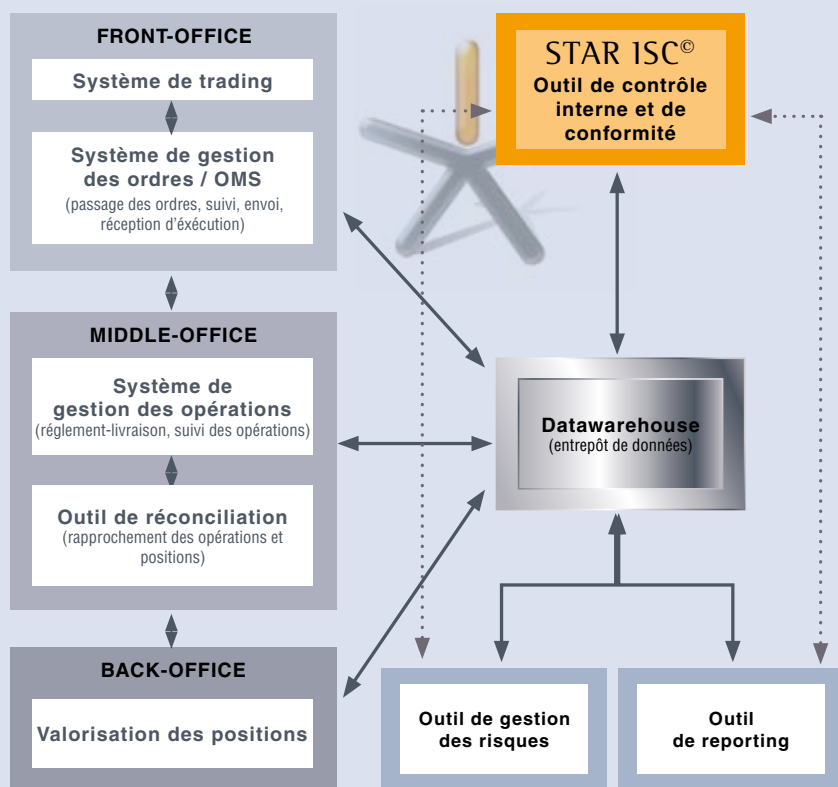 FRONT-OFFICE
Système de trading
Système de gestion
des ordres / OMS
(passage des ordres, suivi, envoi,
réception d'éxécution)
MIDDLE-OFFICE
Système de
gestion des opérations
(réglement-livraison, suivi des opérations)
Outil de réconciliation
(rapprochement des opérations et
positions)
BACK-OFFICE
Valorisation des positions
STAR ISC©
Outil de contrôle
interne et de
conformité
Datawarehouse
(entrepôt de données)
Outil de gestion
des risques
Outil
de reporting